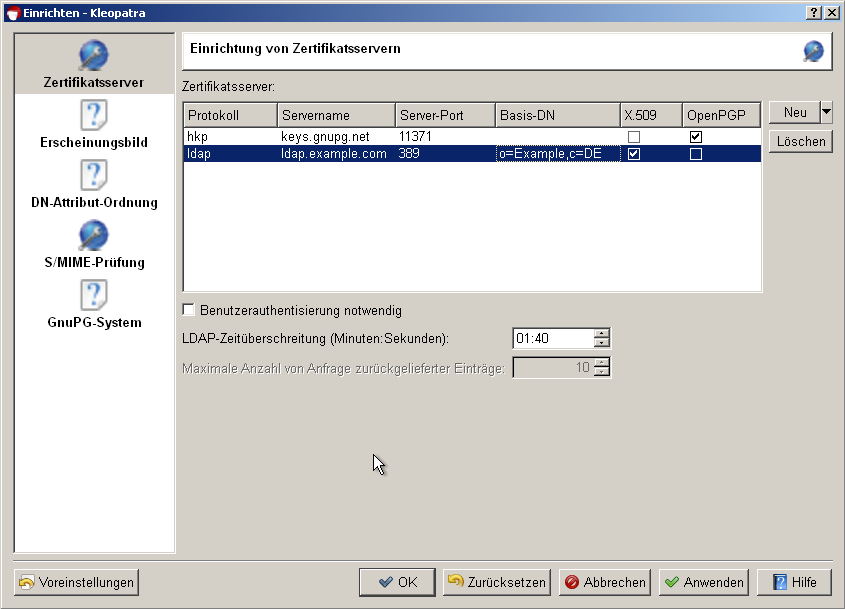 Einrichten - Kleopatra
Zertifikatsserver
Erscheinungsbild
DN-Attribut-Ordnung
S/MIME-Prüfung
GnuPG-System
Einrichtung von Zertifikatsservern
Zertifikatsserver:
Protokoll Servername Server-Port Basis-DN X.509 OpenPGP
hkp keys.gnupg.net 11371
ldap ldap.example.com 389 o=Example,c=DE
Neu
Löschen
Benutzerauthentisierung notwendig
LDAP-Zeitüberschreitung (Minuten:Sekunden): 01:40
Maximale Anzahl von Anfrage zurückgelieferter Einträge: 10
Voreinstellungen OK Zurücksetzen Abbrechen Anwenden Hilfe